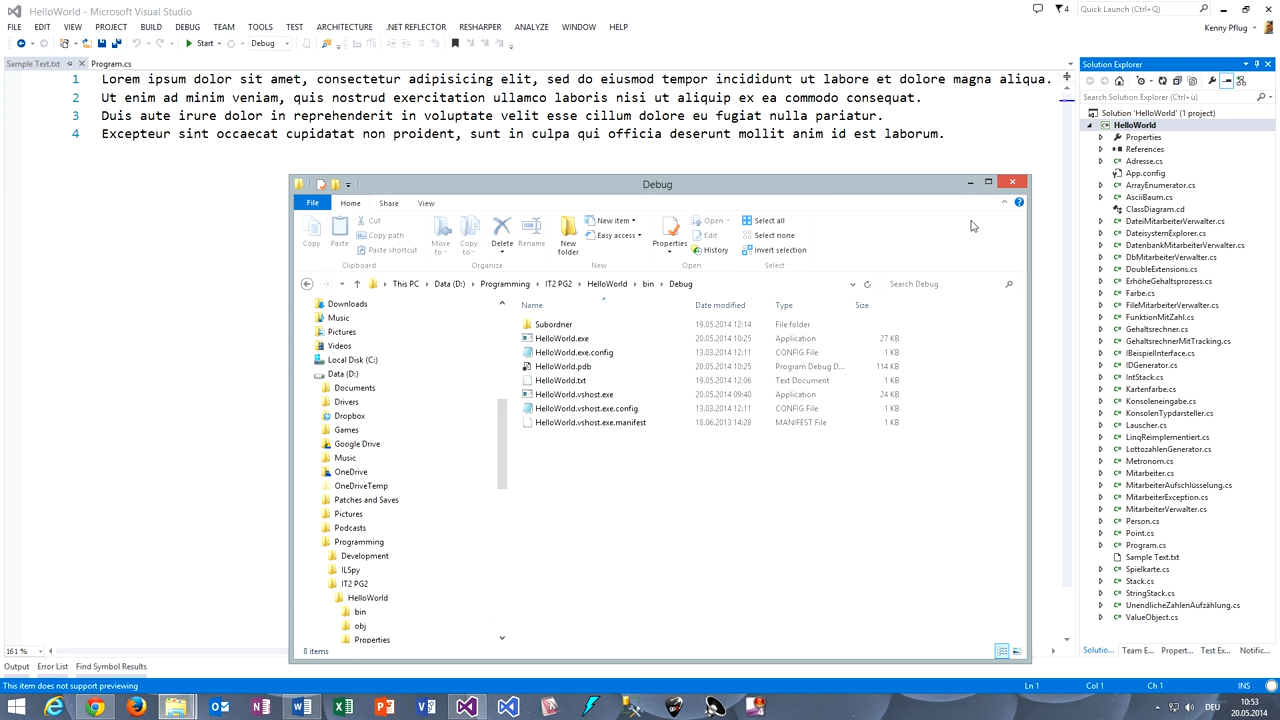 HelloWorld - Microsoft Visual Studio
4
Quick Launch (Ctrl+Q)
FILE EDIT VIEW PROJECT BUILD DEBUG TEAM TOOLS TEST ARCHITECTURE .NET REFLECTOR RESHARPER ANALYZE WINDOW HELP
Kenny Pflug
Start Debug
Sample Text.txt Program.cs
1 Lorem ipsum dolor sit amet, consectetur adipisicing elit, sed do eiusmod tempor incididunt ut labore et dolore magna aliqua.
2 Ut enim ad minim veniam, quis nostrud exercitation ullamco laboris nisi ut aliquip ex ea commodo consequat.
3 Duis aute irure dolor in reprehenderit in voluptate velit esse cillum dolore eu fugiat nulla pariatur.
4 Excepteur sint occaecat cupidatat non proident, sunt in culpa qui officia deserunt mollit anim id est laborum.
Debug
File Home Share View
Copy
Paste
Cut
Copy path
Paste shortcut
Clipboard
Move to
Copy to
Delete
Rename
Organize
New folder
New item
Easy access
New
Properties
Open
Edit
History
Open
Select all
Select none
Invert selection
Select
This PC Data (D:) Programming IT2 PG2 HelloWorld bin Debug
Search Debug
Downloads
Music
Pictures
Videos
Local Disk (C:)
Data (D:)
Documents
Drivers
Dropbox
Games
Google Drive
Music
OneDrive
OneDriveTemp
Patches and Saves
Pictures
Podcasts
Programming
Development
ILSpy
IT2 PG2
HelloWorld
bin
obj
Properties
Name Date modified Type Size
Subordner 19.05.2014 12:14 File folder
HelloWorld.exe 20.05.2014 10:25 Application 27 KB
HelloWorld.exe.config 13.03.2014 12:11 CONFIG File 1 KB
HelloWorld.pdb 20.05.2014 10:25 Program Debug D... 114 KB
HelloWorld.txt 19.05.2014 12:06 Text Document 1 KB
HelloWorld.vshost.exe 20.05.2014 09:40 Application 24 KB
HelloWorld.vshost.exe.config 13.03.2014 12:11 CONFIG File 1 KB
HelloWorld.vshost.exe.manifest 18.06.2013 14:28 MANIFEST File 1 KB
8 items
Solution Explorer
Search Solution Explorer (Ctrl+ü)
Solution 'HelloWorld' (1 project)
HelloWorld
Properties
References
Adresse.cs
App.config
ArrayEnumerator.cs
AsciiBaum.cs
ClassDiagram.cd
DateiMitarbeiterVerwalter.cs
DateisystemExplorer.cs
DatenbankMitarbeiterVerwalter.cs
DbMitarbeiterVerwalter.cs
DoubleExtensions.cs
ErhöheGehaltsprozess.cs
Farbe.cs
FileMitarbeiterVerwalter.cs
FunktionMitZahl.cs
Gehaltsrechner.cs
GehaltsrechnerMitTracking.cs
IBeispielInterface.cs
IDGenerator.cs
IntStack.cs
Kartenfarbe.cs
Konsoleneingabe.cs
KonsolenTypdarsteller.cs
Lauscher.cs
LinqReimplementiert.cs
LottozahlenGenerator.cs
Metronom.cs
Mitarbeiter.cs
MitarbeiterAufschlüsselung.cs
MitarbeiterException.cs
MitarbeiterVerwalter.cs
Person.cs
Point.cs
Program.cs
Sample Text.txt
Spielkarte.cs
Stack.cs
StringStack.cs
UnendlicheZahlenAufzählung.cs
ValueObject.cs
161 %
Solutio... Team E... Propert... Test Ex... Notific...
Output Error List Find Symbol Results
This item does not support previewing Ln 1 Col 1 Ch 1 INS
DEU
10:53
20.05.2014